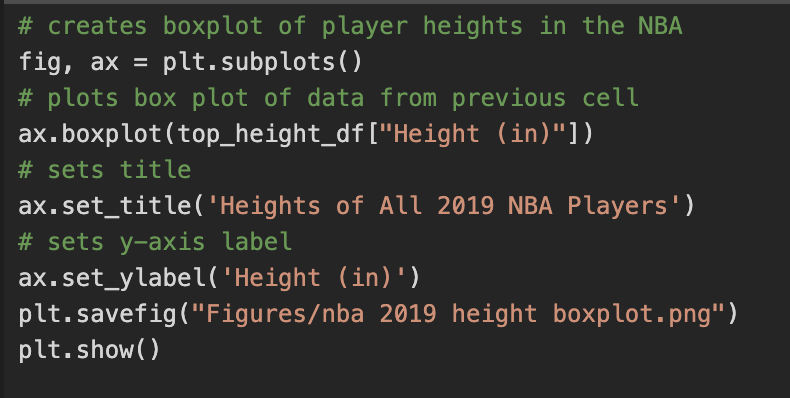 # creates boxplot of player heights in the NBA
fig, ax = plt.subplots()
# plots box plot of data from previous cell
ax.boxplot(top_height_df["Height (in)"])
# sets title
ax.set_title('Heights of All 2019 NBA Players')
# sets y-axis label
ax.set_ylabel('Height (in)')
plt.savefig("Figures/nba 2019 height boxplot.png")
plt.show()